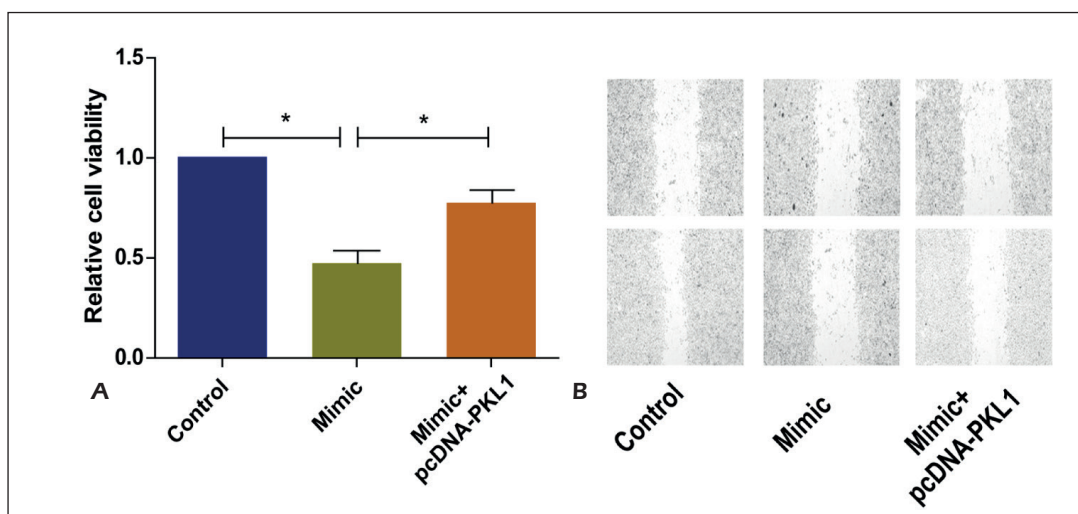 1.5
1.0
0.5
0.0
Relative cell viability
*
*
Control
Mimic
Mimic+
pcDNA-PKL1
A
B
Control
Mimic
Mimic+
pcDNA-PKL1